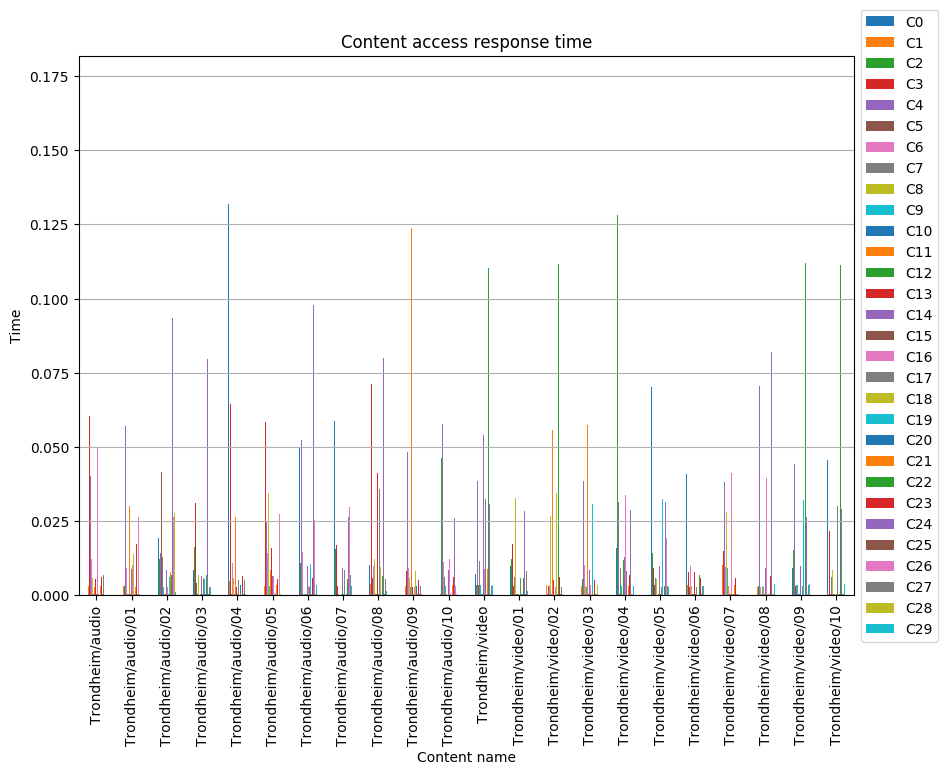 Content access response time
Time
0.175
0.150
0.125
0.100
0.075
0.050
0.025
0.000
Trondheim/audio
Trondheim/audio/01
Trondheim/audio/02
Trondheim/audio/03
Trondheim/audio/04
Trondheim/audio/05
Trondheim/audio/06
Trondheim/audio/07
Trondheim/audio/08
Trondheim/audio/09
Trondheim/audio/10
Trondheim/video
Trondheim/video/01
Trondheim/video/02
Trondheim/video/03
Trondheim/video/04
Trondheim/video/05
Trondheim/video/06
Trondheim/video/07
Trondheim/video/08
Trondheim/video/09
Trondheim/video/10
Content name
C0
C1
C2
C3
C4
C5
C6
C7
C8
C9
C10
C11
C12
C13
C14
C15
C16
C17
C18
C19
C20
C21
C22
C23
C24
C25
C26
C27
C28
C29